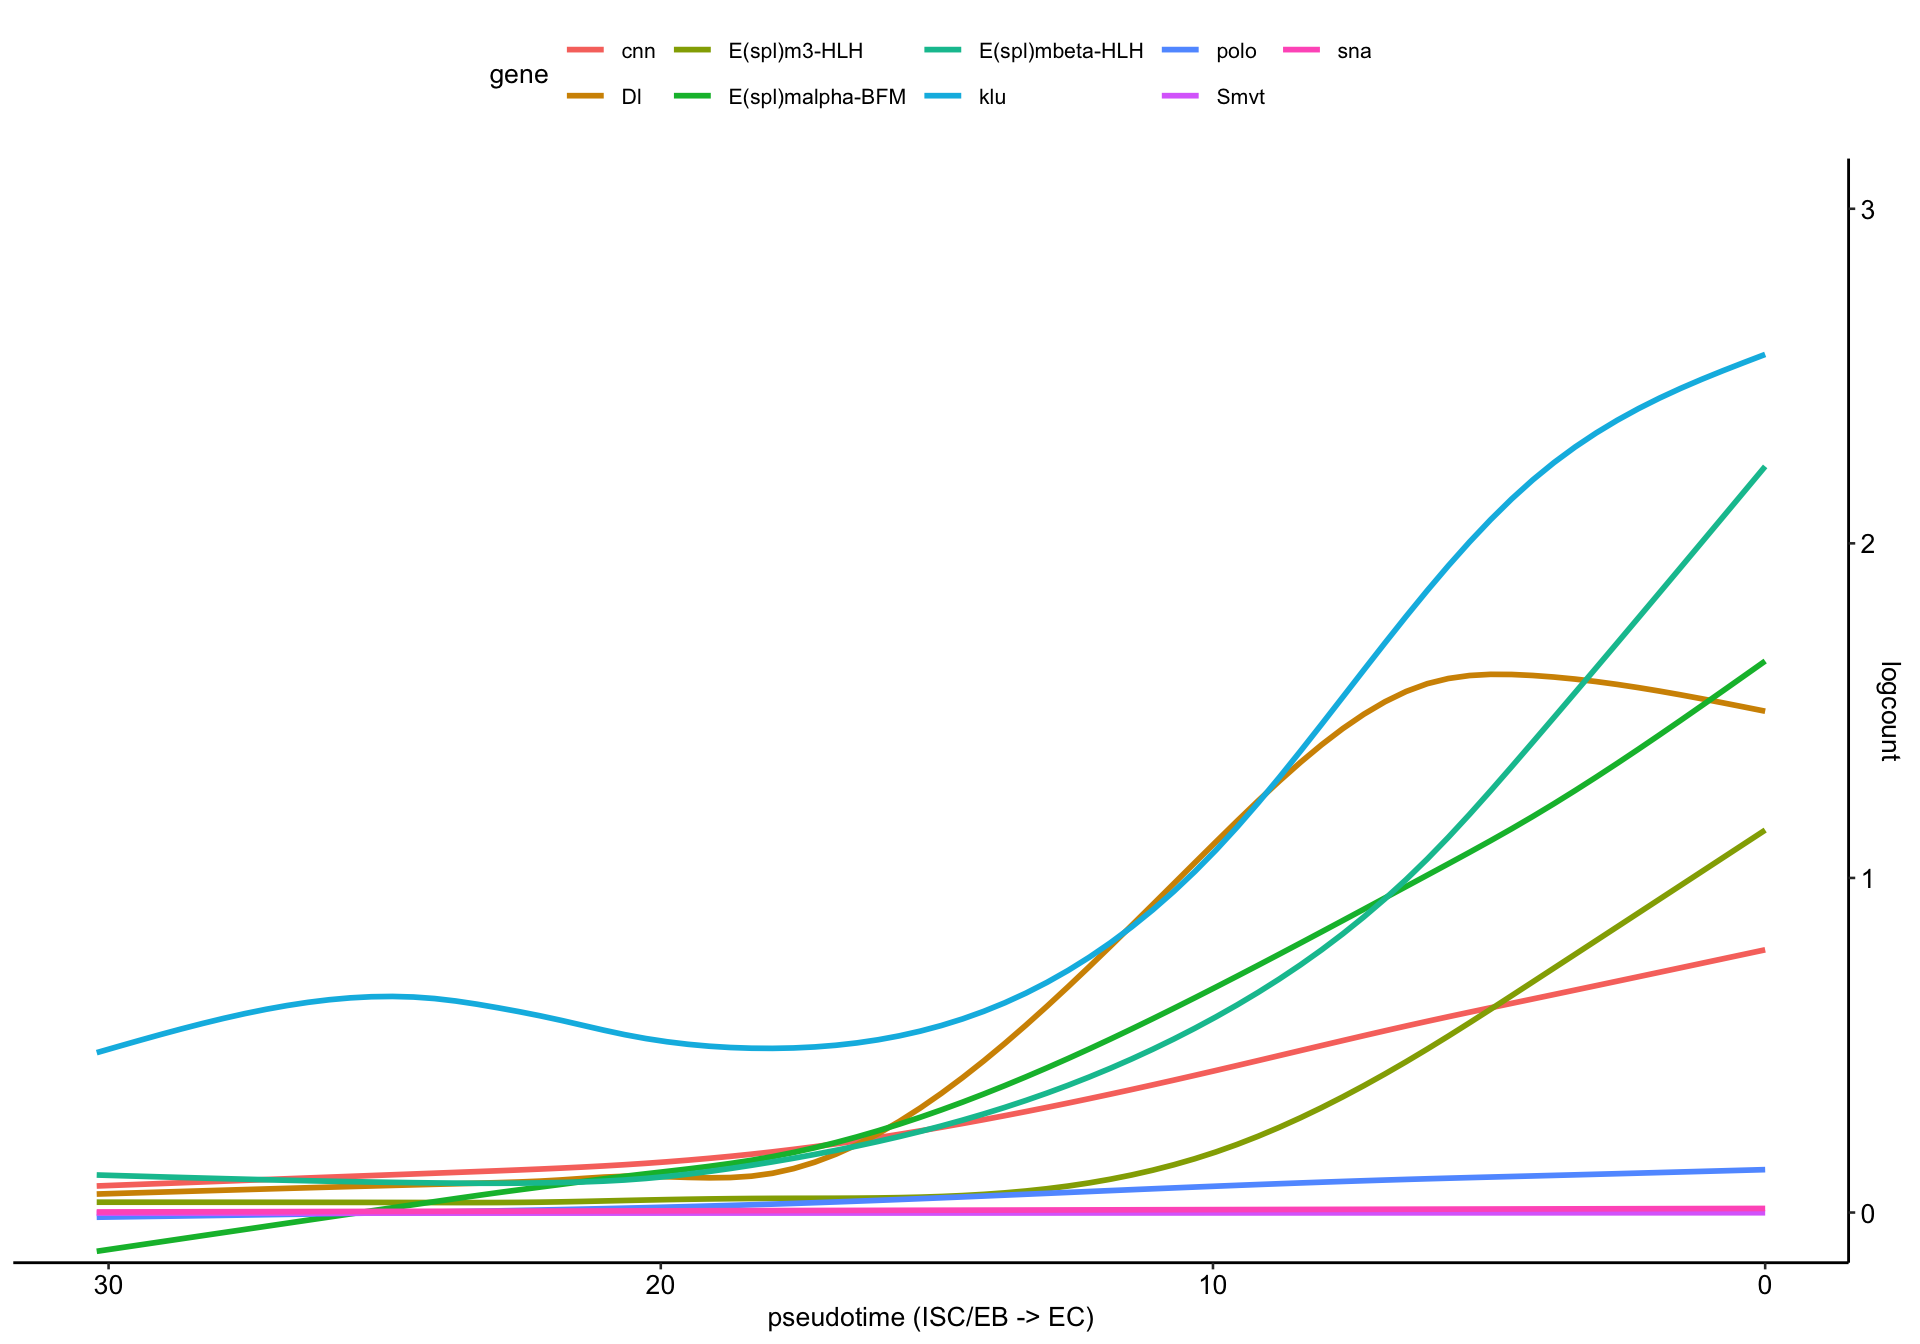 gene
cnn E(spl)m3-HLH E(spl)mbeta-HLH polo sna
Dl E(spl)malpha-BFM klu Smvt
3
2
1
0
logcount
30 20 10 0
pseudotime (ISC/EB -> EC)